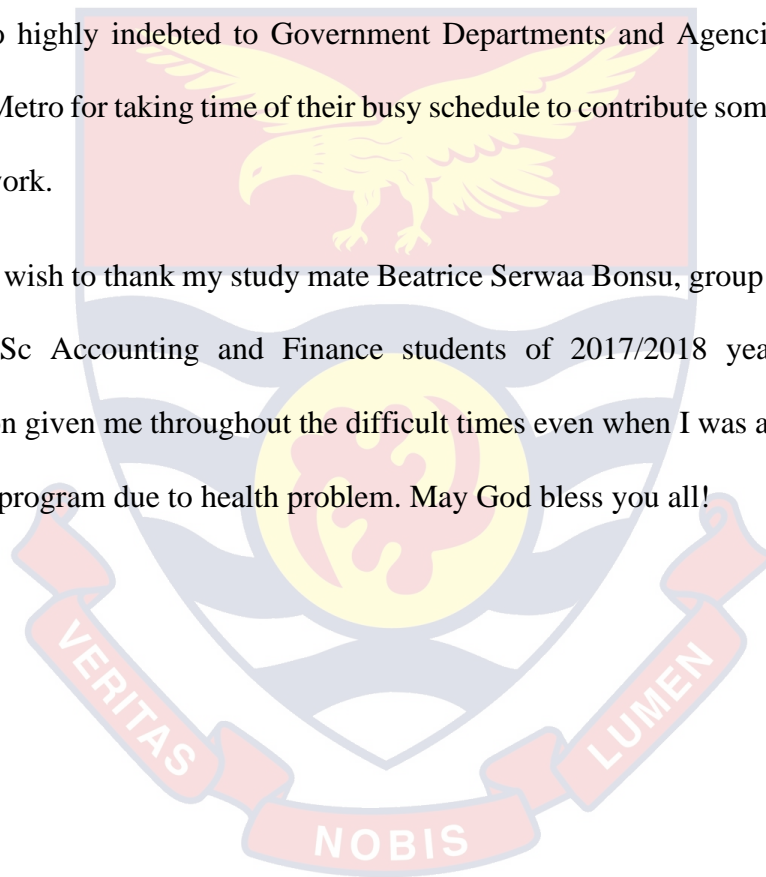 highly indebted to Government Departments and Agenci
Metro for taking time of their busy schedule to contribute som
work.
wish to thank my study mate Beatrice Serwaa Bonsu, group
Sc Accounting and Finance students of 2017/2018 yea
on given me throughout the difficult times even when I was a
program due to health problem. May God bless you all!
VERITAS
NOBIS
LUMEN